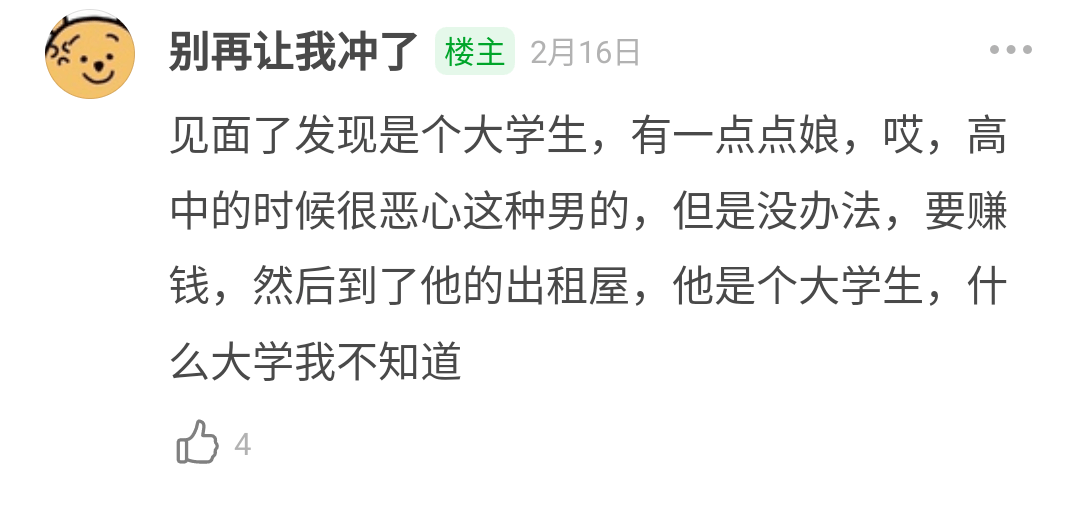 别再让我冲了 楼主 2月16日
见面了发现是个大学生，有一点点娘，哎，高
中的时候很恶心这种男的，但是没办法，要赚
钱，然后到了他的出租屋，他是个大学生，什
么大学我不知道
4